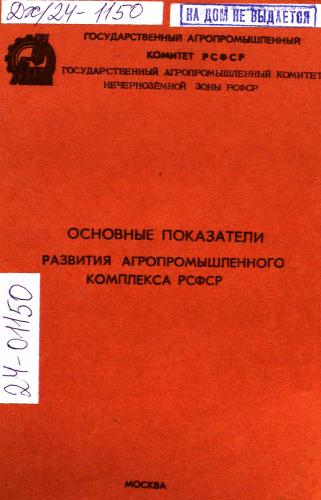 ДХ/24-1150
НА ДОМ НЕ ВЫДАЕТСЯ
ГОСУДАРСТВЕННЫЙ АГРОПРОМЫШЛЕННЫЙ
КОМИТЕТ РСФСР
ГОСУДАРСТВЕННЫЙ АГРОПРОМЫШЛЕННЫЙ КОМИТЕТ
НЕЧЕРНОЗЁМНОЙ ЗОНЫ РСФСР
ОСНОВНЫЕ ПОКАЗАТЕЛИ
РАЗВИТИЯ АГРОПРОМЫШЛЕННОГО
КОМПЛЕКСА РСФСР
24-01150
МОСКВА